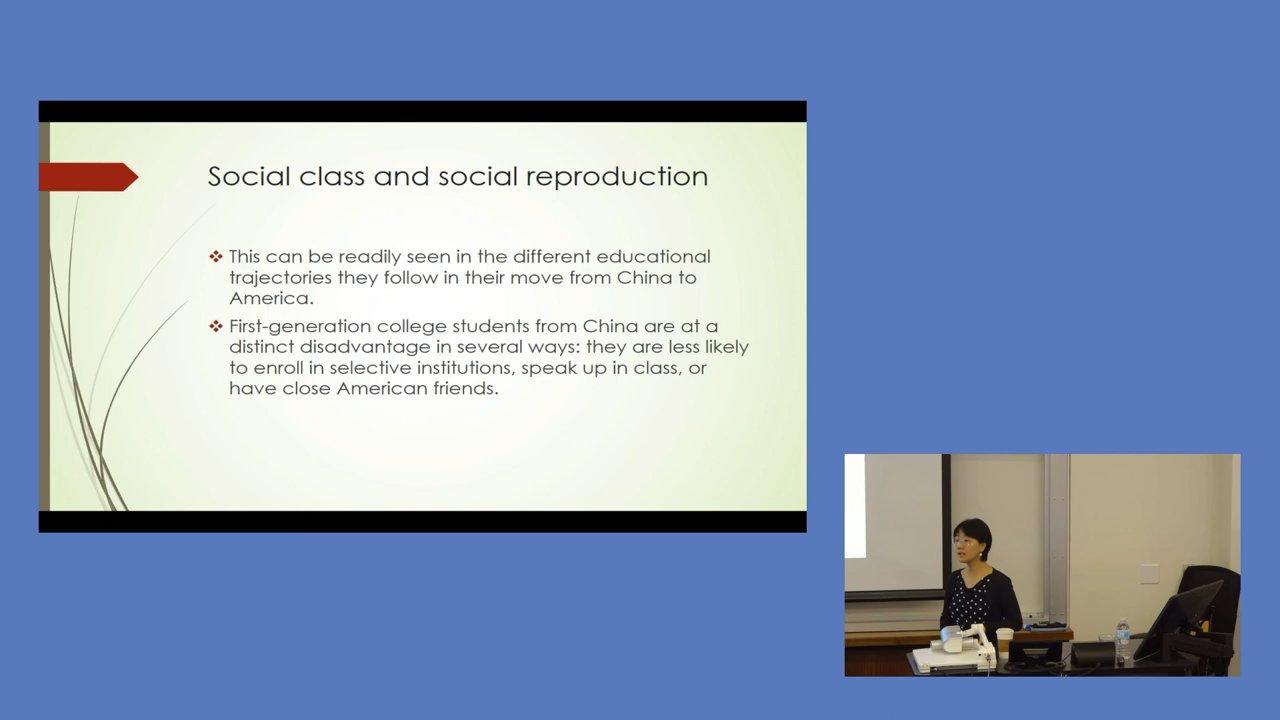 Social class and social reproduction
This can be readily seen in the different educational
trajectories they follow in their move from China to
America.
First-generation college students from China are at a
distinct disadvantage in several ways: they are less likely
to enroll in selective institutions, speak up in class, or
have close American friends.